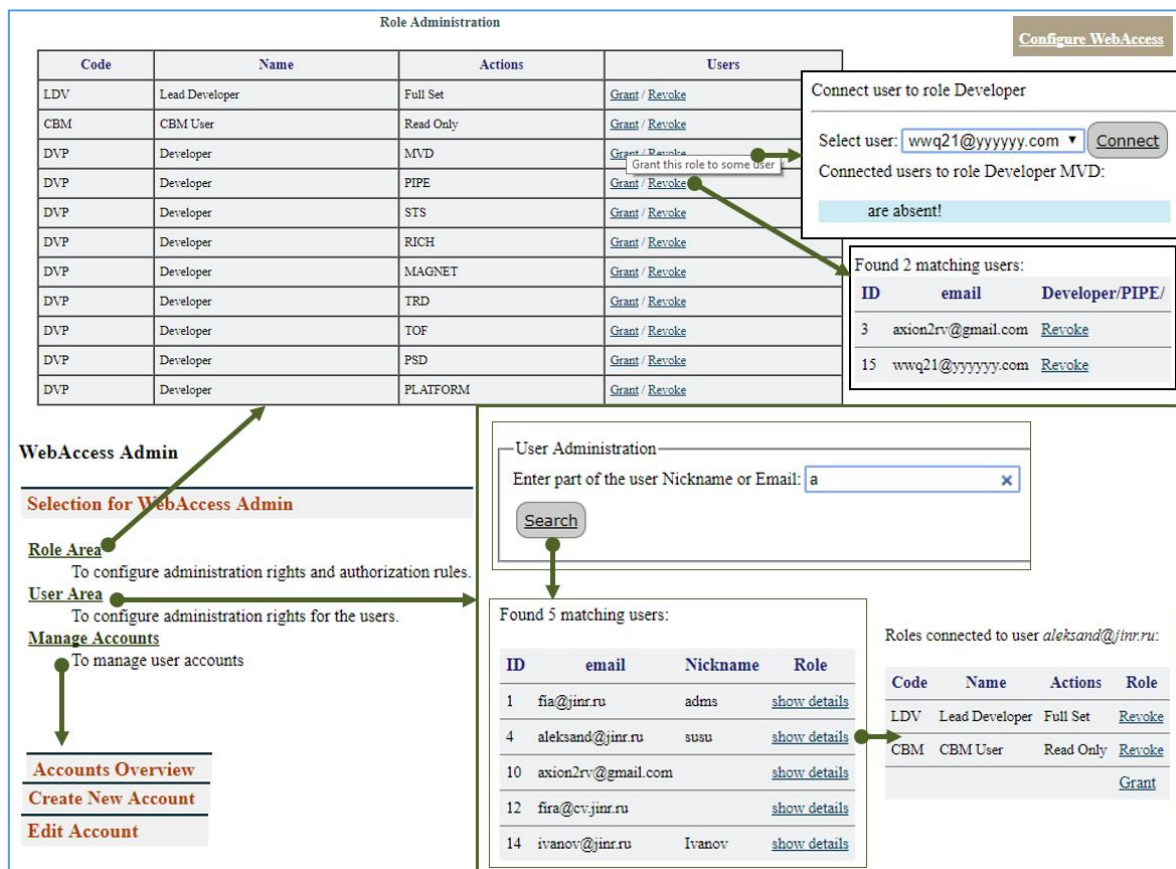 Role Administration
Configure WebAccess
Code Name Actions Users
LDV Lead Developer Full Set Grant / Revoke
CBM CBM User Read Only Grant / Revoke
DVP Developer MVD Grant / Revoke
Grant this role to some user
DVP Developer PIPE Grant / Revoke
DVP Developer STS Grant / Revoke
DVP Developer RICH Grant / Revoke
DVP Developer MAGNET Grant / Revoke
DVP Developer TRD Grant / Revoke
DVP Developer TOF Grant / Revoke
DVP Developer PSD Grant / Revoke
DVP Developer PLATFORM Grant / Revoke
Connect user to role Developer
Select user: wwq21@yyyyyy.com Connect
Connected users to role Developer MVD:
are absent!
Found 2 matching users:
ID email Developer/PIPE/
3 axion2rv@gmail.com Revoke
15 wwq21@yyyyyy.com Revoke
WebAccess Admin
Selection for WebAccess Admin
Role Area
To configure administration rights and authorization rules.
User Area
To configure administration rights for the users.
Manage Accounts
To manage user accounts
Accounts Overview
Create New Account
Edit Account
User Administration
Enter part of the user Nickname or Email: a ×
Search
Found 5 matching users:
ID email Nickname Role
1 fia@jinr.ru adms show details
4 aleksand@jinr.ru susu show details
10 axion2rv@gmail.com show details
12 fira@cv.jinr.ru show details
14 ivanov@jinr.ru Ivanov show details
Roles connected to user aleksand@jinr.ru:
Code Name Actions Role
LDV Lead Developer Full Set Revoke
CBM CBM User Read Only Revoke
Grant